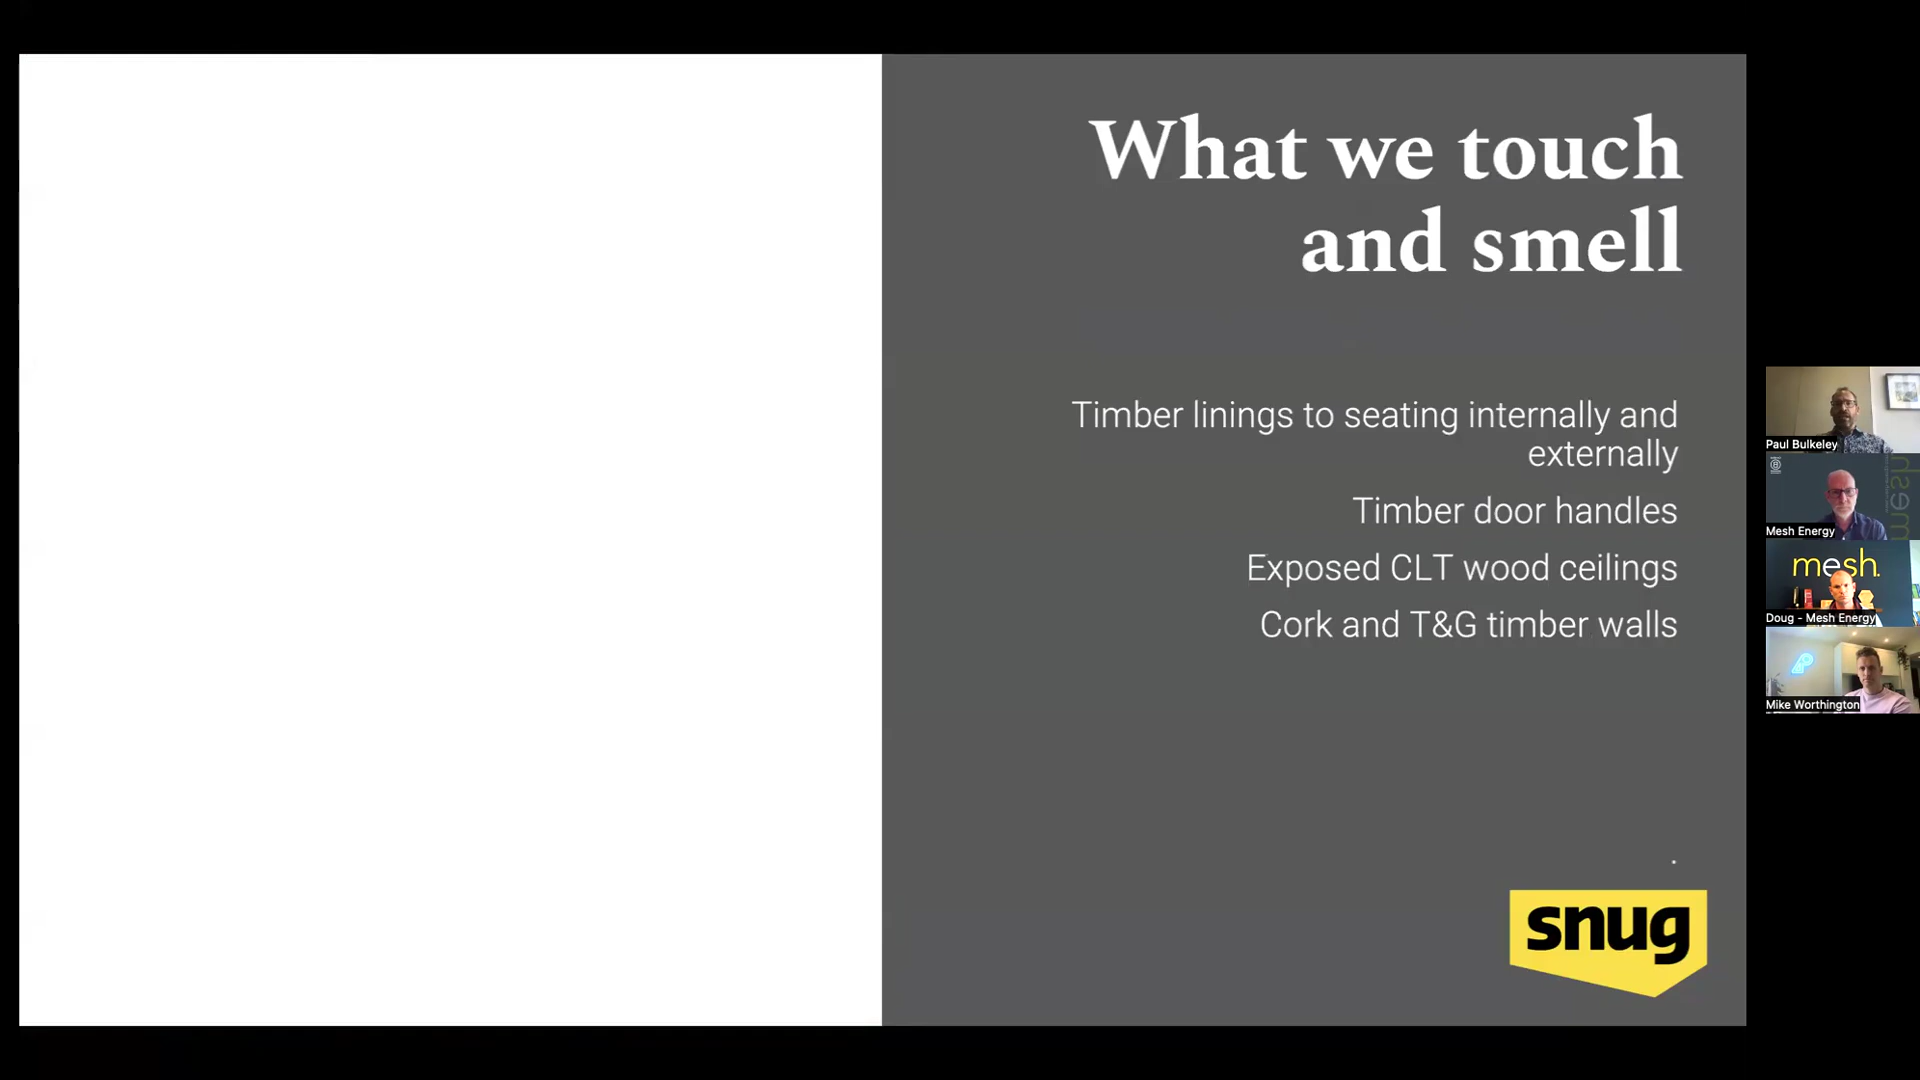 What we touch
and smell
Timber linings to seating internally and
externally
Timber door handles
Exposed CLT wood ceilings
Cork and T&G timber walls
.
snug
Paul Bulkeley
mesh
Mesh Energy
mesh.
Doug - Mesh Energy
Mike Worthington